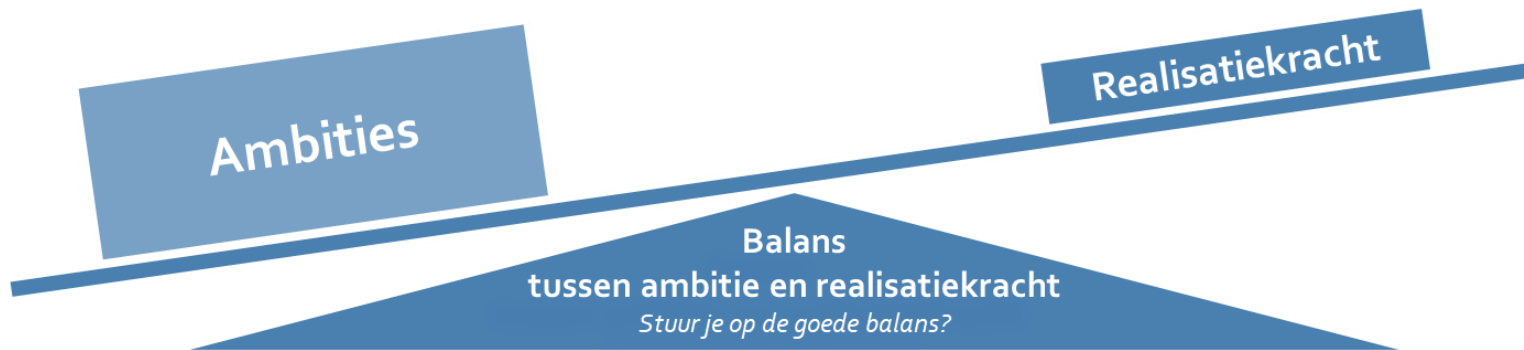 Ambities
Realisatiekracht
Balans
tussen ambitie en realisatiekracht
Stuur je op de goede balans?